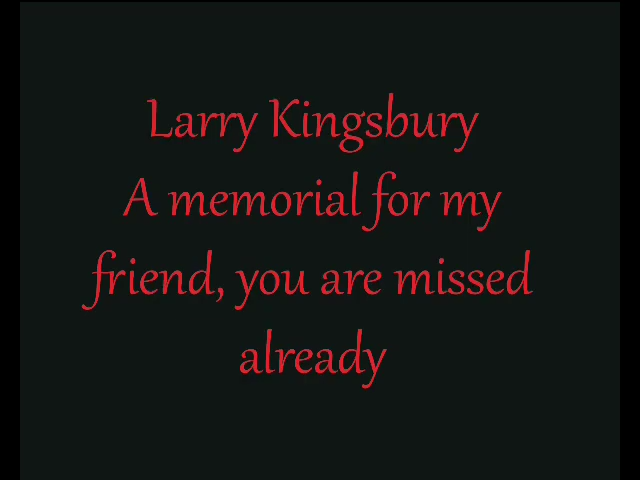 Larry Kingsbury
A memorial for my
friend, you are missed
already